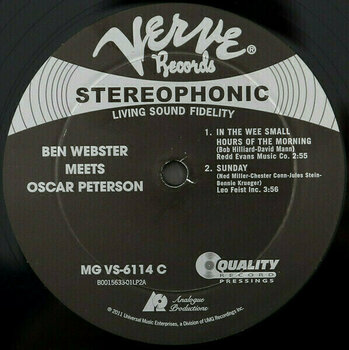 Verve®
Records
STEREOPHONIC
LIVING SOUND FIDELITY
BEN WEBSTER
MEETS
OSCAR PETERSON
1. IN THE WEE SMALL
HOURS OF THE MORNING
(Bob Hilliard-David Mann)
Redd Evans Music Co. 2:55
2. SUNDAY
(Ned Miller-Chester Conn-Jules Stein-
Bennie Krueger)
Leo Feist Inc. 3:56
MG VS-6114 C
B0015633-01LP2A
QUALITY
RECORD
PRESSINGS
Analogue
Productions
℗ © 2011 Universal Music Enterprises, a Division of UMG Recordings Inc.